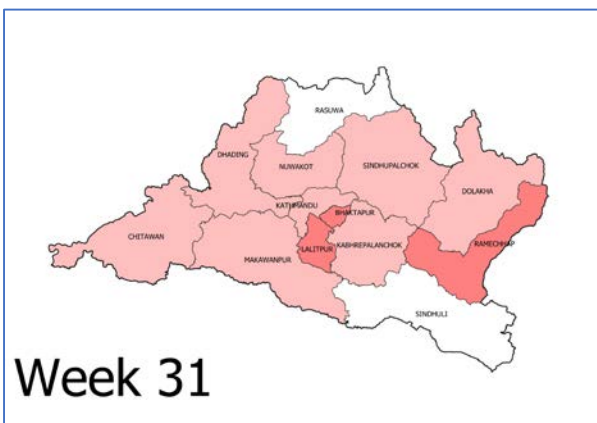 RASUWA
DHADING
NUWAKOT
SINDHUPALCHOK
DOLAKHA
KATHMANDU
BHAKTAPUR
CHITAWAN
RAMECHHAP
LALITPUR
KABHREPALANCHOK
MAKAWANPUR
SINDHULI
Week 31